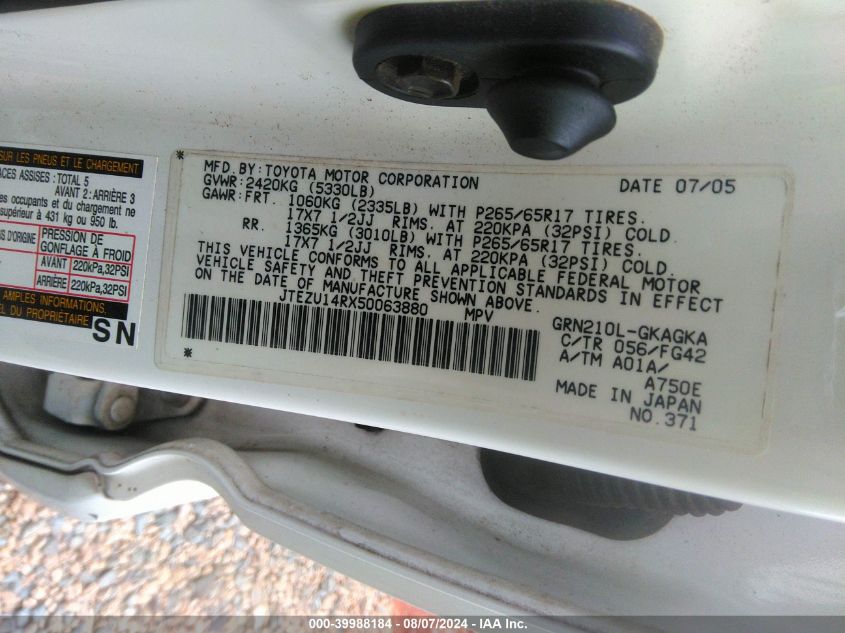 SUR LES PNEUS ET LE CHARGEMENT
ACES ASSISES : TOTAL 5
AVANT 2 : ARRIÈRE 3
es occupants et du chargement ne
supérieur à 431 kg ou 950 lb.
S D'ORIGINE
PRESSION DE
GONFLAGE À FROID
AVANT 220kPa,32PSI
ARRIÈRE 220kPa,32PSI
AMPLES INFORMATIONS.
EL DU PROPRIÉTAIRE
SN
*
MFD.BY:TOYOTA MOTOR CORPORATION DATE 07/05
GVWR:2420KG (5330LB)
GAWR:FRT. 1060KG (2335LB) WITH P265/65R17 TIRES.
17X7 1/2JJ RIMS. AT 220KPA (32PSI) COLD.
RR. 1365KG (3010LB) WITH P265/65R17 TIRES.
17X7 1/2JJ RIMS. AT 220KPA (32PSI) COLD.
THIS VEHICLE CONFORMS TO ALL APPLICABLE FEDERAL MOTOR
VEHICLE SAFETY AND THEFT PREVENTION STANDARDS IN EFFECT
ON THE DATE OF MANUFACTURE SHOWN ABOVE.
JTEZU14RX50063880 MPV
*
GRN210L-GKAGKA
C/TR 056/FG42
A/TM A01A/
A750E
MADE IN JAPAN
NO.371
000-39988184 - 08/07/2024 - IAA Inc.